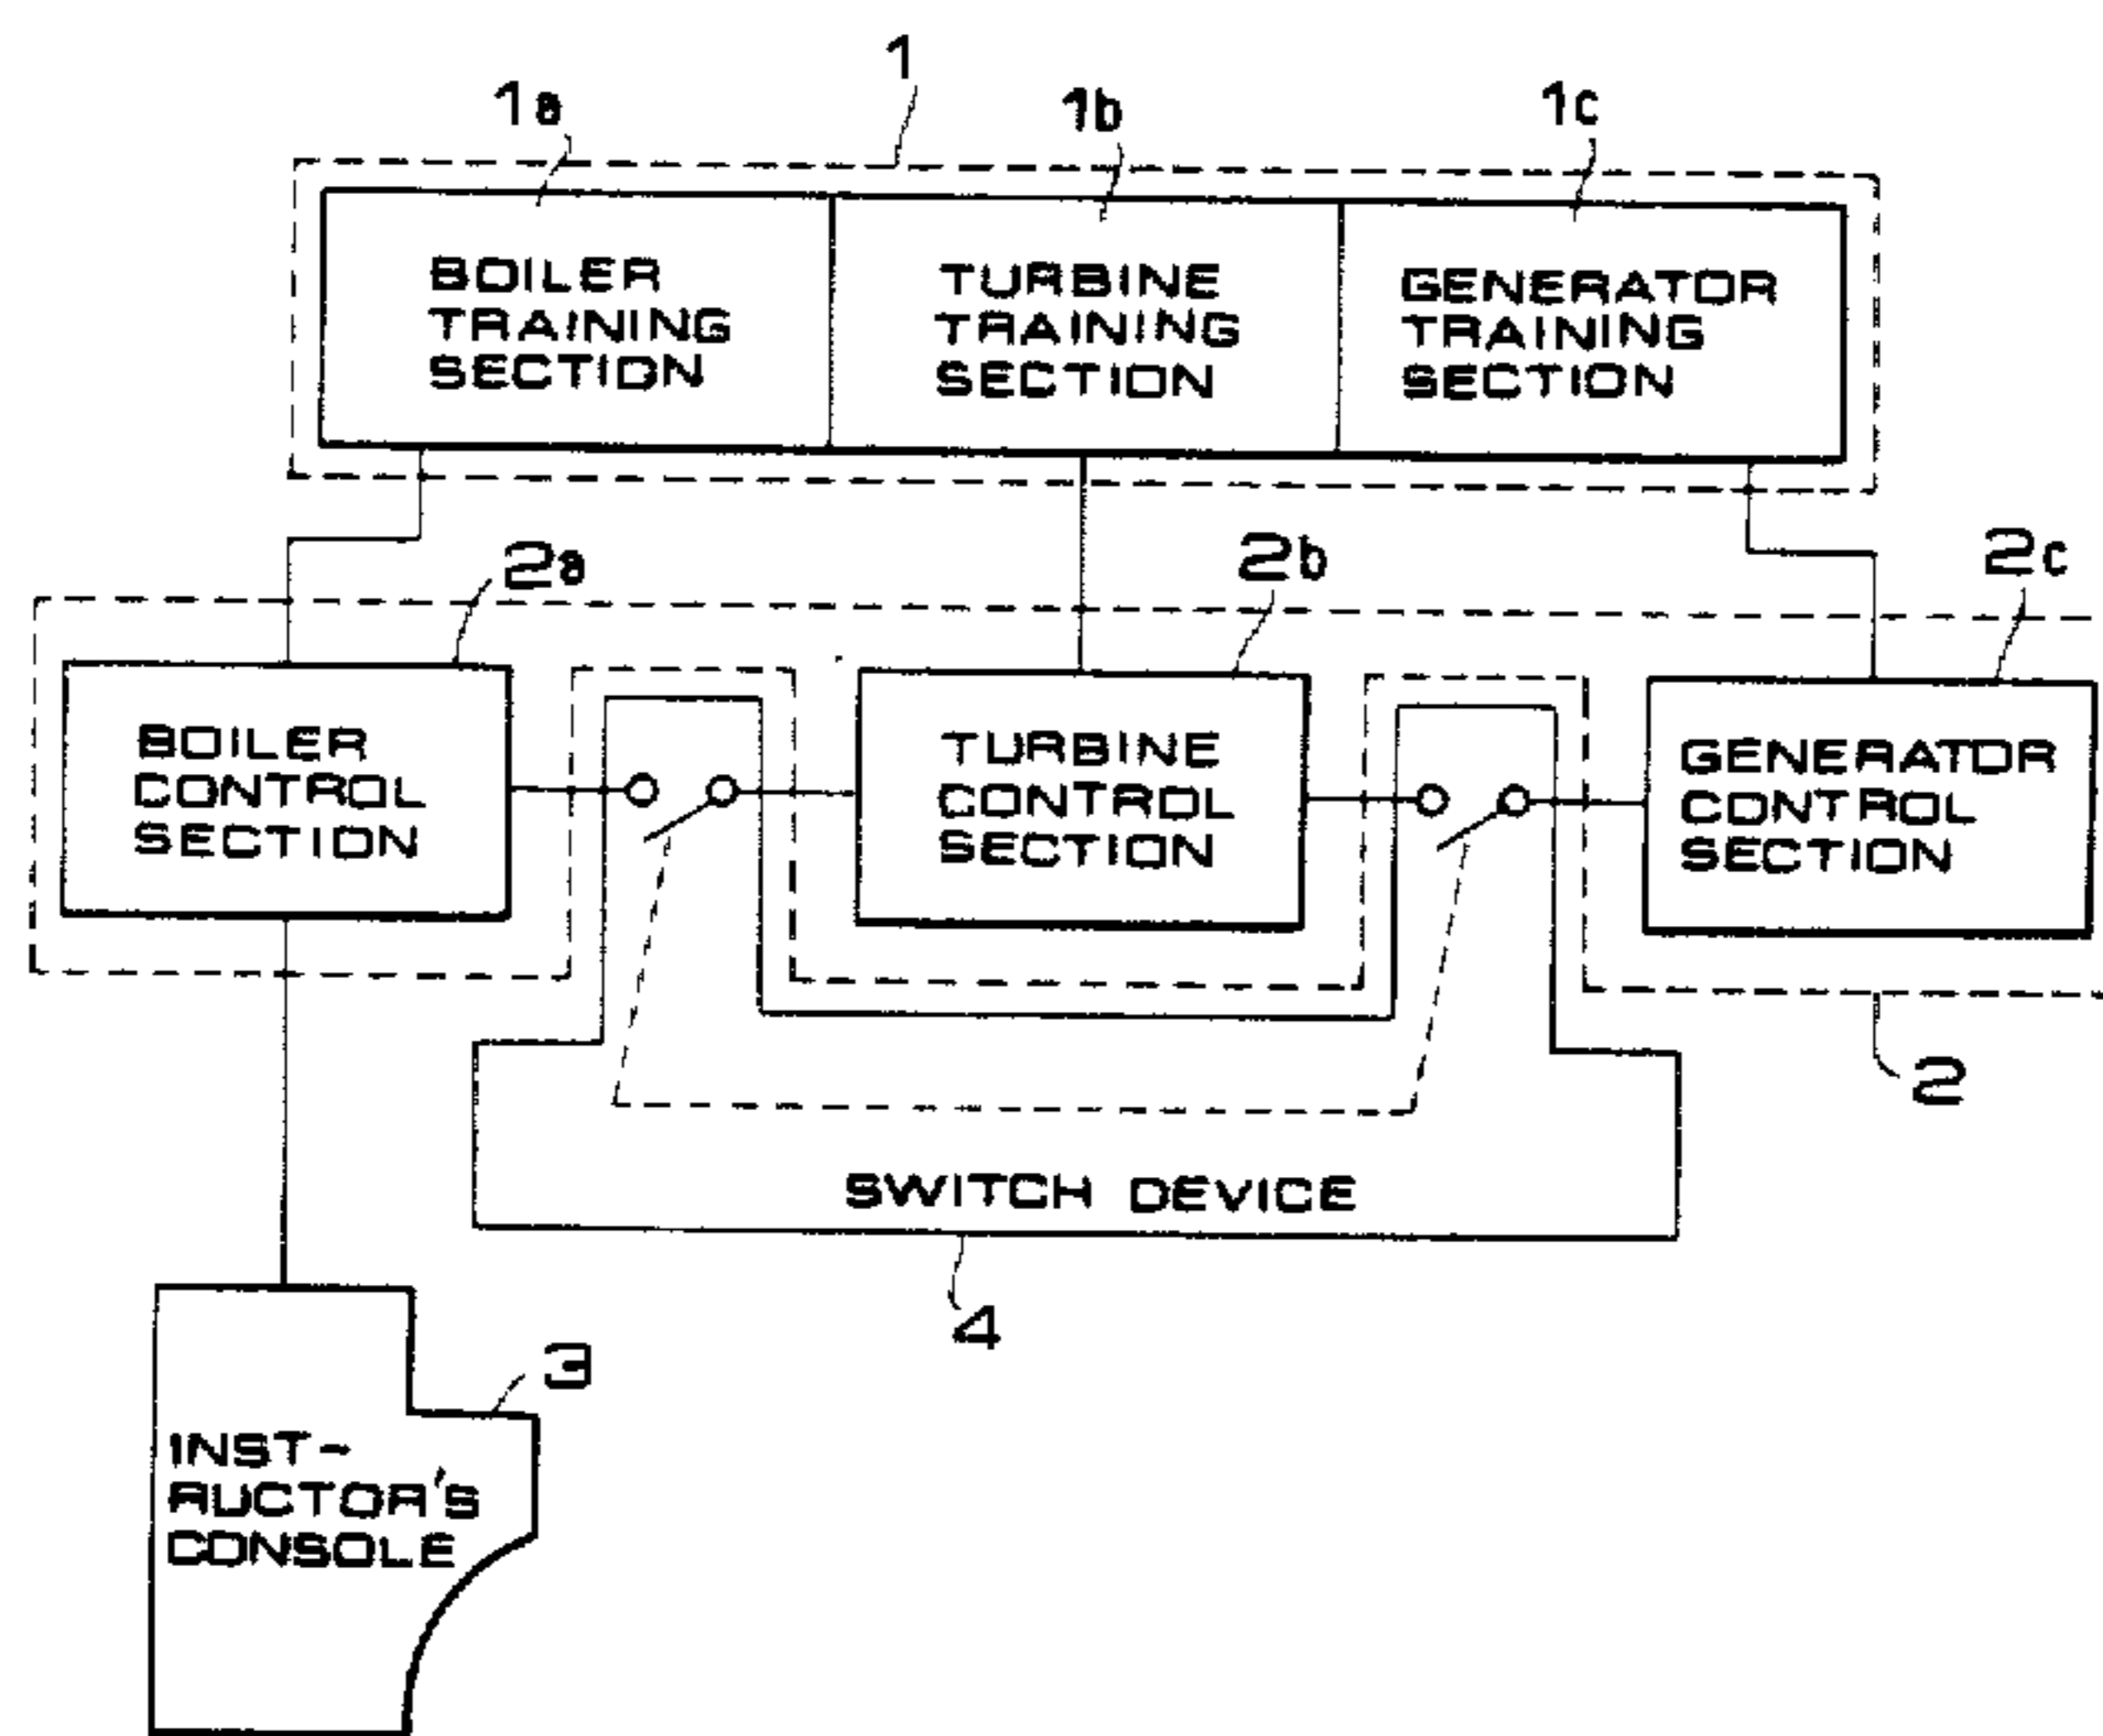 1
1a
1b
1c
BOILER
TRAINING
SECTION
TURBINE
TRAINING
SECTION
GENERATOR
TRAINING
SECTION
2a
2b
2c
BOILER
CONTROL
SECTION
TURBINE
CONTROL
SECTION
GENERATOR
CONTROL
SECTION
2
SWITCH DEVICE
4
3
INST-
RUCTOR'S
CONSOLE